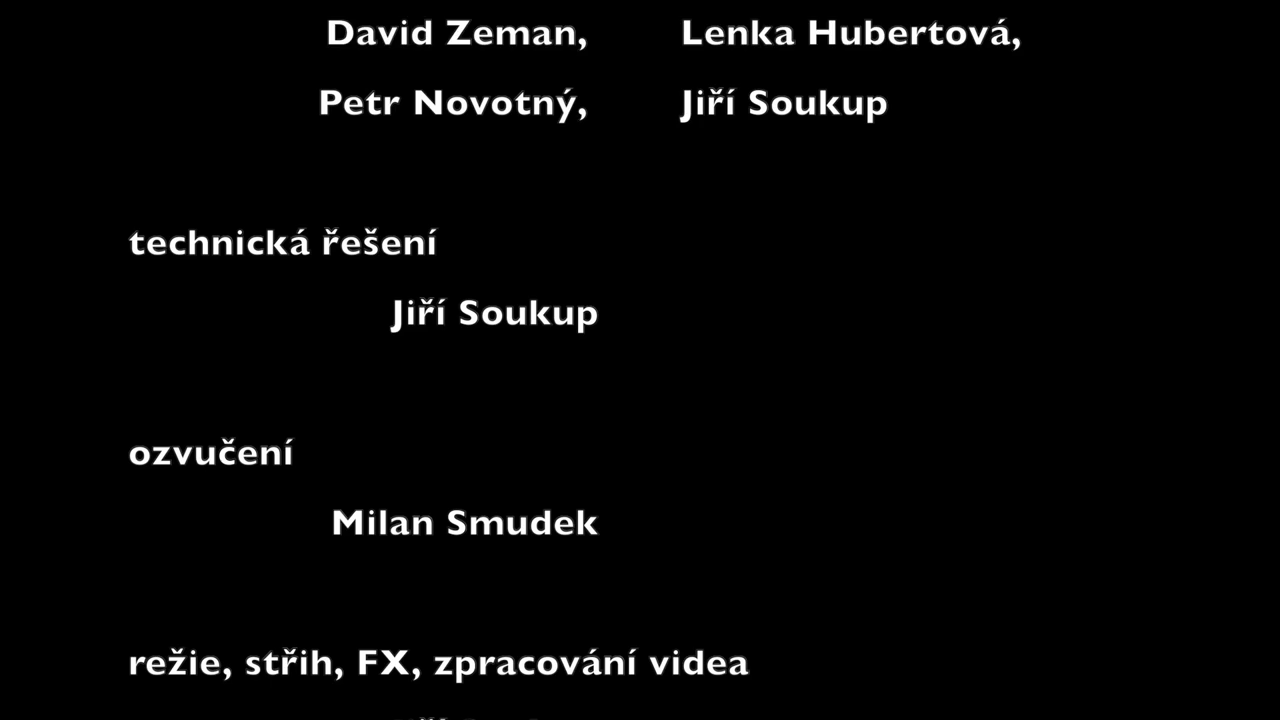 David Zeman, Lenka Hubertová,
Petr Novotný, Jiří Soukup
technická řešení
Jiří Soukup
ozvučení
Milan Smudek
režie, střih, FX, zpracování videa